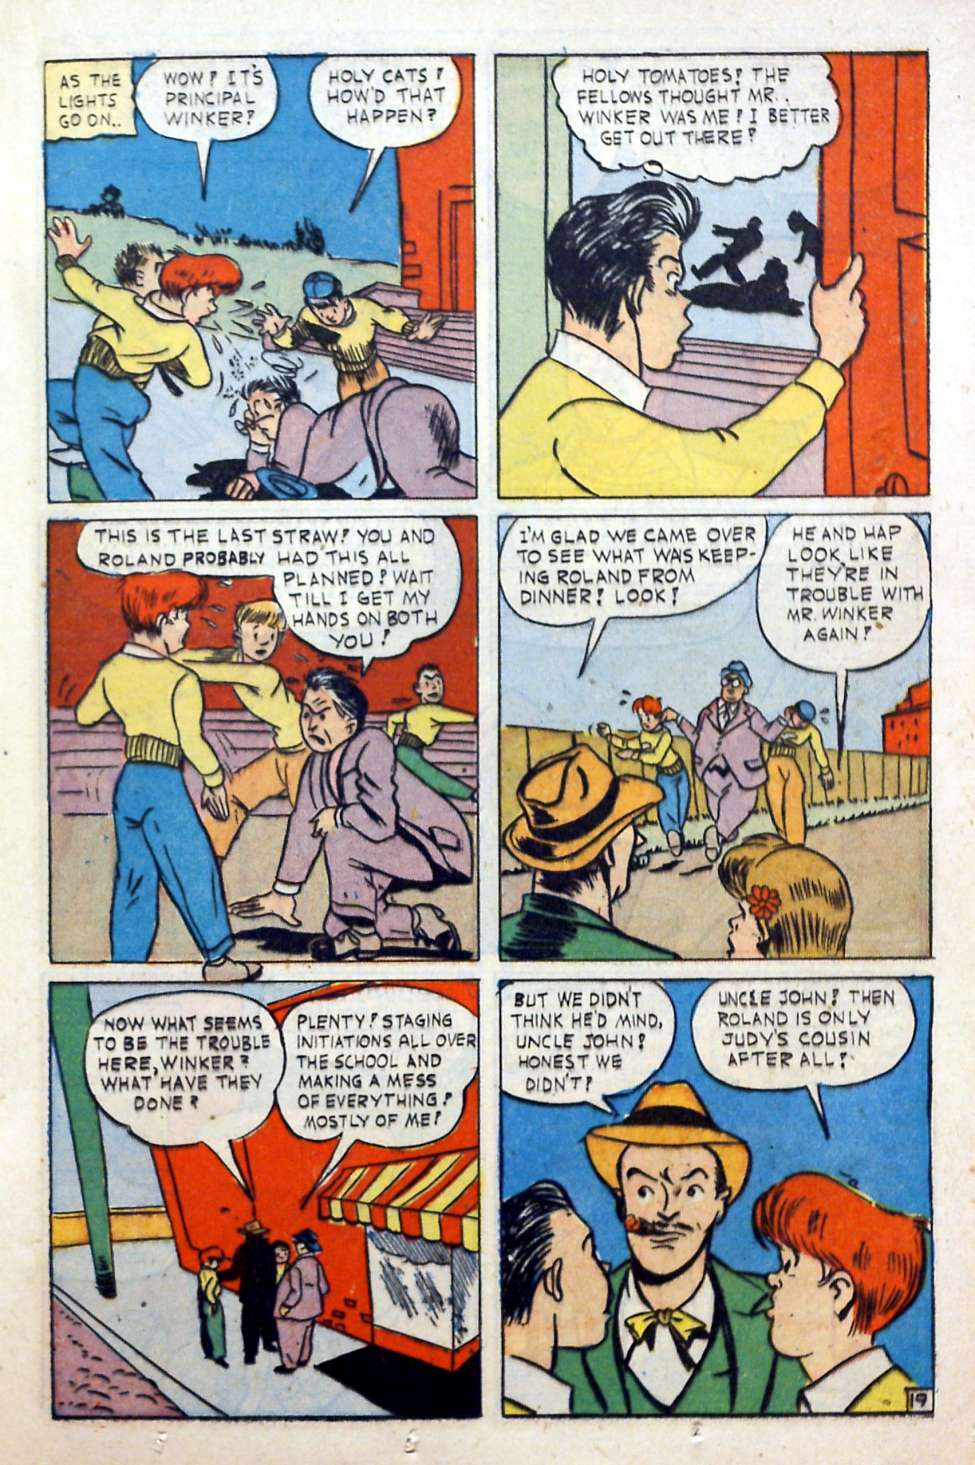 AS THE
LIGHTS
GO ON..
WOW! IT'S
PRINCIPAL
WINKER!
HOLY CATS!
HOW'D THAT
HAPPEN?
HOLY TOMATOES! THE
FELLOWS THOUGHT MR..
WINKER WAS ME! I BETTER
GET OUT THERE!
THIS IS THE LAST STRAW! YOU AND
ROLAND PROBABLY HAD THIS ALL
PLANNED! WAIT
TILL I GET MY
HANDS ON BOTH
YOU!
I'M GLAD WE CAME OVER
TO SEE WHAT WAS KEEP-
ING ROLAND FROM
DINNER! LOOK!
HE AND HAP
LOOK LIKE
THEY'RE IN
TROUBLE WITH
MR. WINKER
AGAIN!
NOW WHAT SEEMS
TO BE THE TROUBLE
HERE, WINKER?
WHAT HAVE THEY
DONE?
PLENTY! STAGING
INITIATIONS ALL OVER
THE SCHOOL AND
MAKING A MESS
OF EVERYTHING!
MOSTLY OF ME!
BUT WE DIDN'T
THINK HE'D MIND,
UNCLE JOHN!
HONEST WE
DIDN'T!
UNCLE JOHN! THEN
ROLAND IS ONLY
JUDY'S COUSIN
AFTER ALL!
19